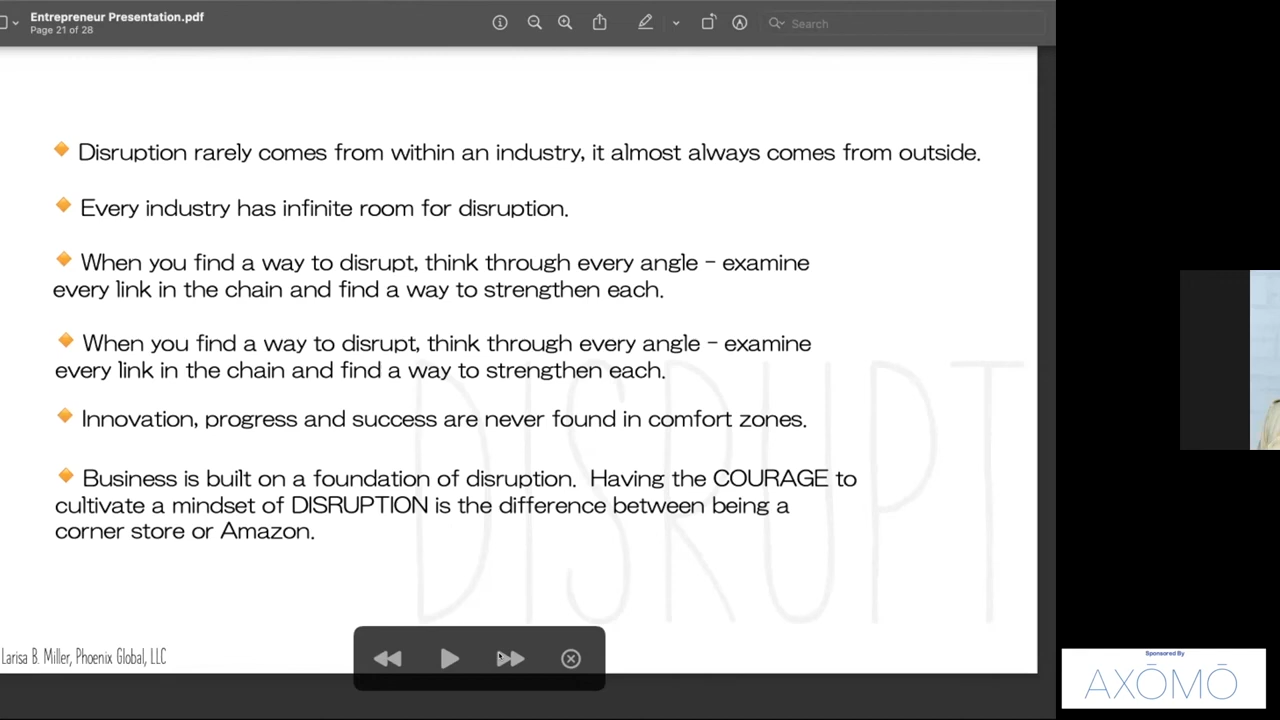 Entrepreneur Presentation.pdf
Page 21 of 28
Search
🔸 Disruption rarely comes from within an industry, it almost always comes from outside.
🔸 Every industry has infinite room for disruption.
🔸 When you find a way to disrupt, think through every angle - examine
every link in the chain and find a way to strengthen each.
🔸 When you find a way to disrupt, think through every angle - examine
every link in the chain and find a way to strengthen each.
🔸 Innovation, progress and success are never found in comfort zones.
🔸 Business is built on a foundation of disruption.  Having the COURAGE to
cultivate a mindset of DISRUPTION is the difference between being a
corner store or Amazon.
DISRUPT
Larisa B. Miller, Phoenix Global, LLC
Sponsored By
AXŌMŌ